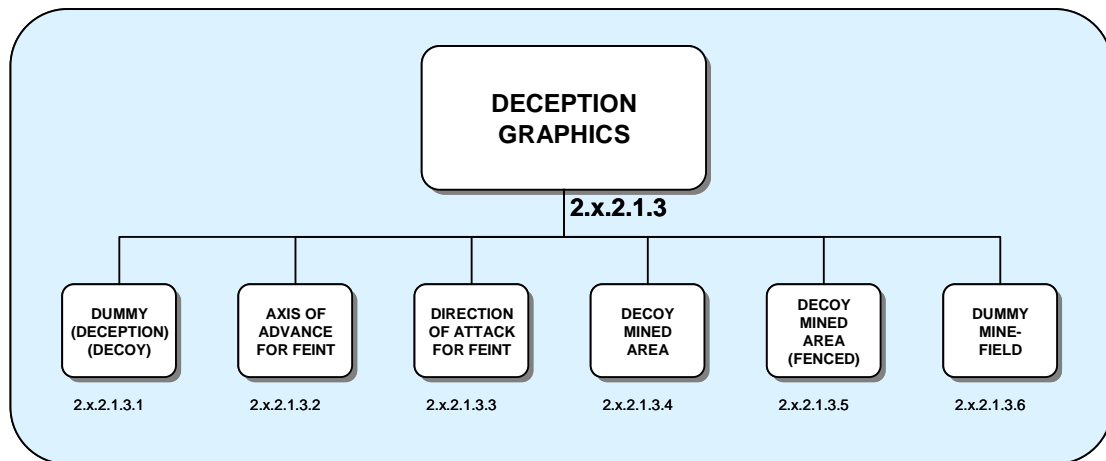 DECEPTION
GRAPHICS
2.x.2.1.3
DUMMY
(DECEPTION)
(DECOY)
AXIS OF
ADVANCE
FOR FEINT
DIRECTION
OF ATTACK
FOR FEINT
DECOY
MINED
AREA
DECOY
MINED
AREA
(FENCED)
DUMMY
MINE-
FIELD
2.x.2.1.3.1
2.x.2.1.3.2
2.x.2.1.3.3
2.x.2.1.3.4
2.x.2.1.3.5
2.x.2.1.3.6